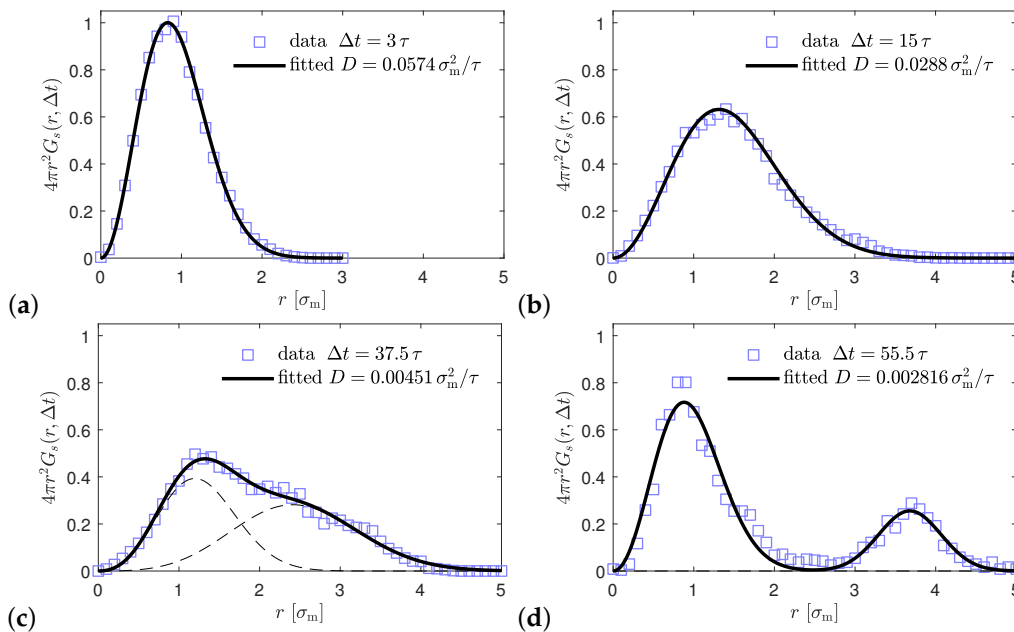 1
0.8
0.6
0.4
0.2
0
4πr²G_s(r, Δt)
data Δt = 3 τ
fitted D = 0.0574 σ_m²/τ
0 1 2 3 4 5
r [σ_m]
(a)
1
0.8
0.6
0.4
0.2
0
4πr²G_s(r, Δt)
data Δt = 15 τ
fitted D = 0.0288 σ_m²/τ
0 1 2 3 4 5
r [σ_m]
(b)
1
0.8
0.6
0.4
0.2
0
4πr²G_s(r, Δt)
data Δt = 37.5 τ
fitted D = 0.00451 σ_m²/τ
0 1 2 3 4 5
r [σ_m]
(c)
1
0.8
0.6
0.4
0.2
0
4πr²G_s(r, Δt)
data Δt = 55.5 τ
fitted D = 0.002816 σ_m²/τ
0 1 2 3 4 5
r [σ_m]
(d)